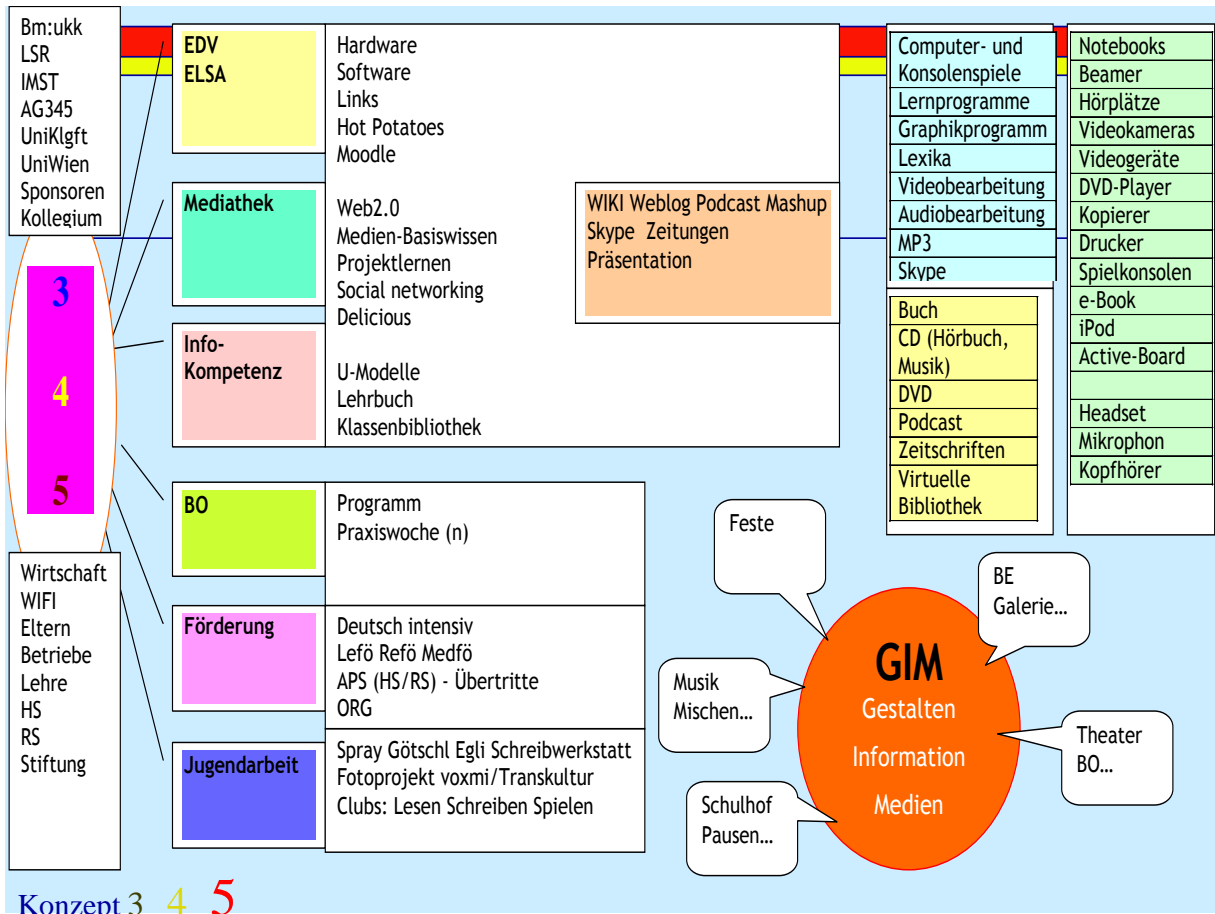 Bm:ukk
LSR
IMST
AG345
UniKlgft
UniWien
Sponsoren
Kollegium
3
4
5
Wirtschaft
WIFI
Eltern
Betriebe
Lehre
HS
RS
Stiftung
EDV
ELSA
Hardware
Software
Links
Hot Potatoes
Moodle
Mediathek
Web2.0
Medien-Basiswissen
Projektlernen
Social networking
Delicious
WIKI Weblog Podcast Mashup
Skype Zeitungen
Präsentation
Info-
Kompetenz
U-Modelle
Lehrbuch
Klassenbibliothek
BO
Programm
Praxiswoche (n)
Förderung
Deutsch intensiv
Lefö Refö Medfö
APS (HS/RS) - Übertritte
ORG
Jugendarbeit
Spray Götschl Egli Schreibwerkstatt
Fotoprojekt voxmi/Transkultur
Clubs: Lesen Schreiben Spielen
Computer- und
Konsolenspiele
Lernprogramme
Graphikprogramm
Lexika
Videobearbeitung
Audiobearbeitung
MP3
Skype
Buch
CD (Hörbuch,
Musik)
DVD
Podcast
Zeitschriften
Virtuelle
Bibliothek
Notebooks
Beamer
Hörplätze
Videokameras
Videogeräte
DVD-Player
Kopierer
Drucker
Spielkonsolen
e-Book
iPod
Active-Board
Headset
Mikrophon
Kopfhörer
Feste
BE
Galerie…
Musik
Mischen…
GIM
Gestalten
Information
Medien
Theater
BO…
Schulhof
Pausen…
Konzept 3 4 5